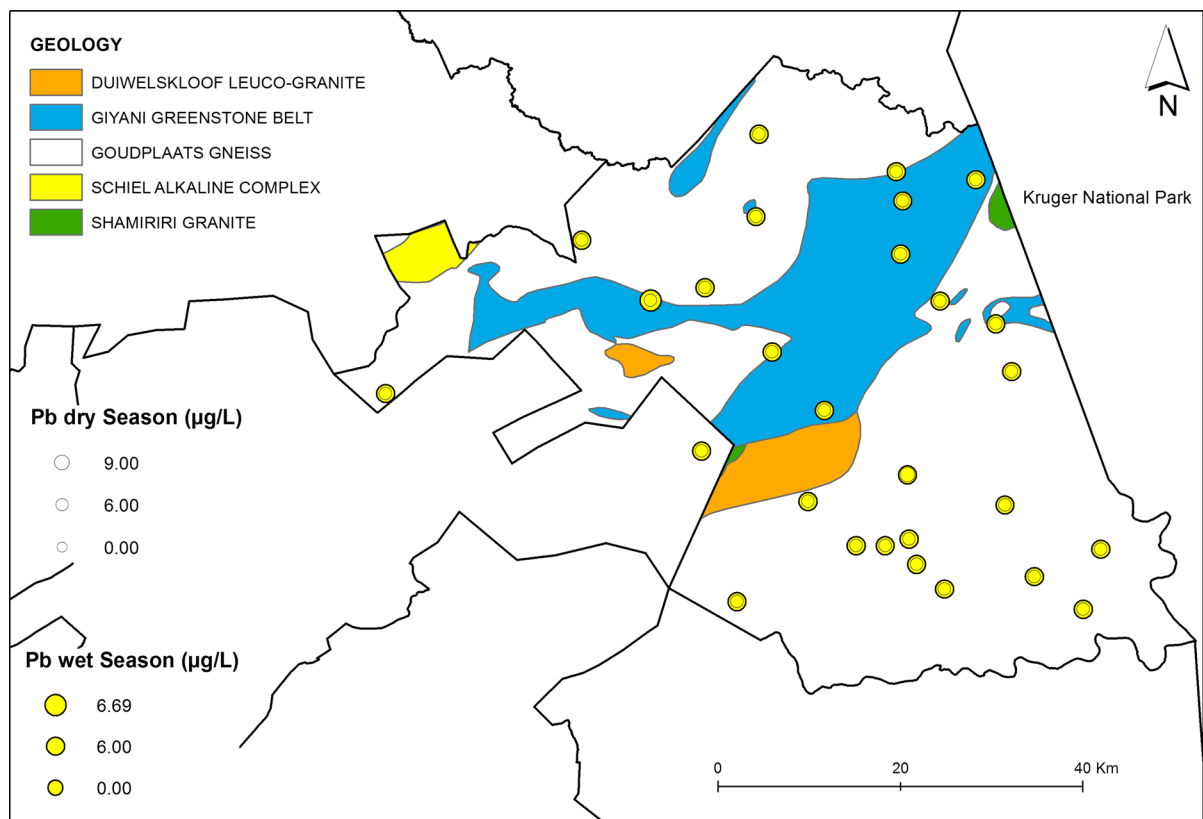 GEOLOGY
DUIWELSKLOOF LEUCO-GRANITE
GIYANI GREENSTONE BELT
GOUDPLAATS GNEISS
SCHIEL ALKALINE COMPLEX
SHAMIRIRI GRANITE
N
Kruger National Park
Pb dry Season (µg/L)
9.00
6.00
0.00
Pb wet Season (µg/L)
6.69
6.00
0.00
0 20 40 Km